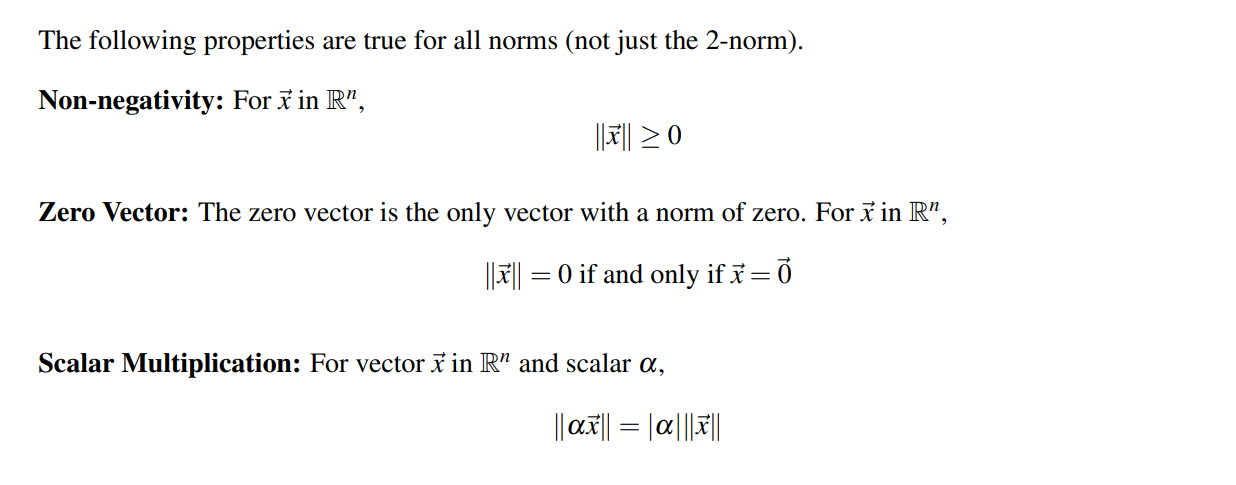 The following properties are true for all norms (not just the 2-norm).
Non-negativity: For x⃗ in ℝⁿ,
||x⃗|| ≥ 0
Zero Vector: The zero vector is the only vector with a norm of zero. For x⃗ in ℝⁿ,
||x⃗|| = 0 if and only if x⃗ = 0⃗
Scalar Multiplication: For vector x⃗ in ℝⁿ and scalar α,
||αx⃗|| = |α|||x⃗||